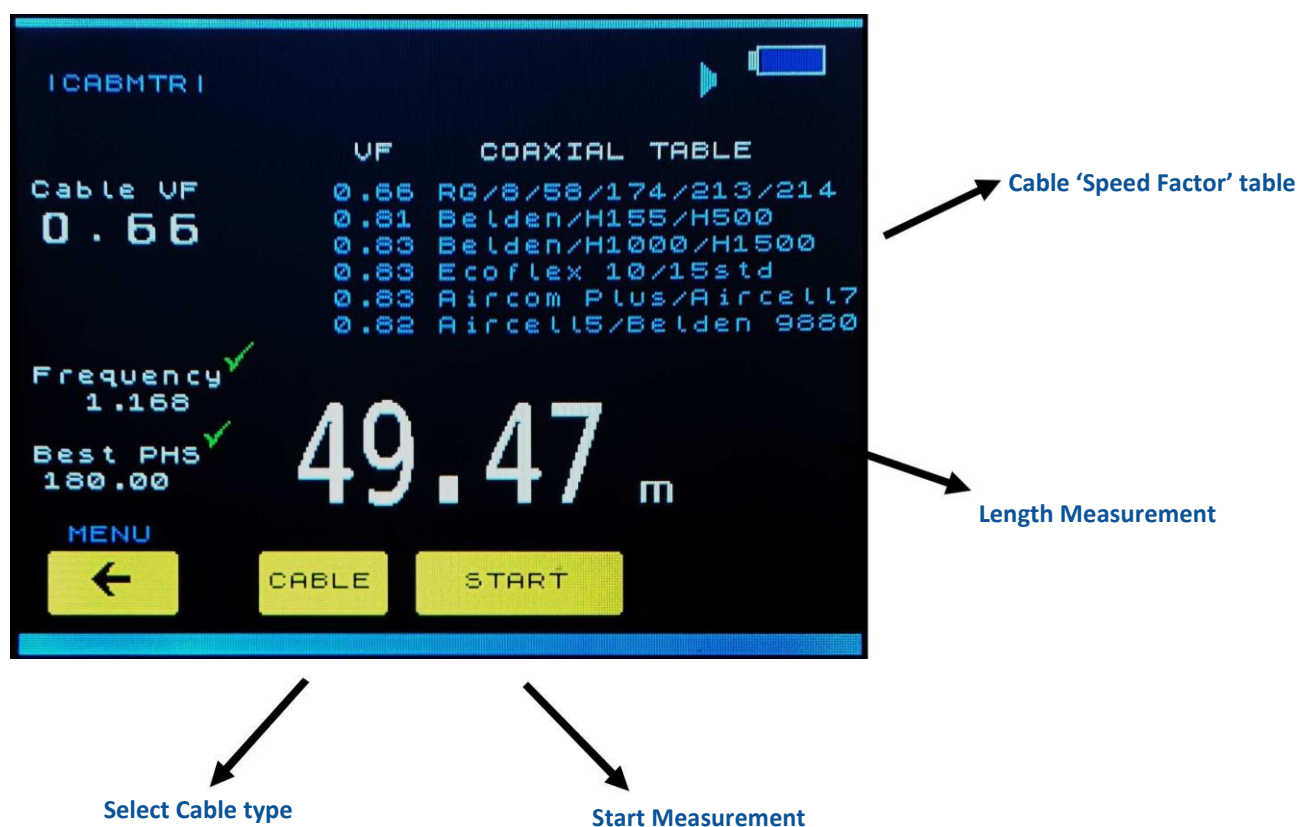 |CABMTR|
VF COAXIAL TABLE
Cable VF
0.66
0.66 RG/8/58/174/213/214
0.81 Belden/H155/H500
0.83 Belden/H1000/H1500
0.83 Ecoflex 10/15std
0.83 Aircom Plus/Aircell7
0.82 Aircell5/Belden 9880
Cable ‘Speed Factor’ table
Frequency
1.168
Best PHS
180.00
49.47 m
Length Measurement
MENU
CABLE
START
Select Cable type
Start Measurement